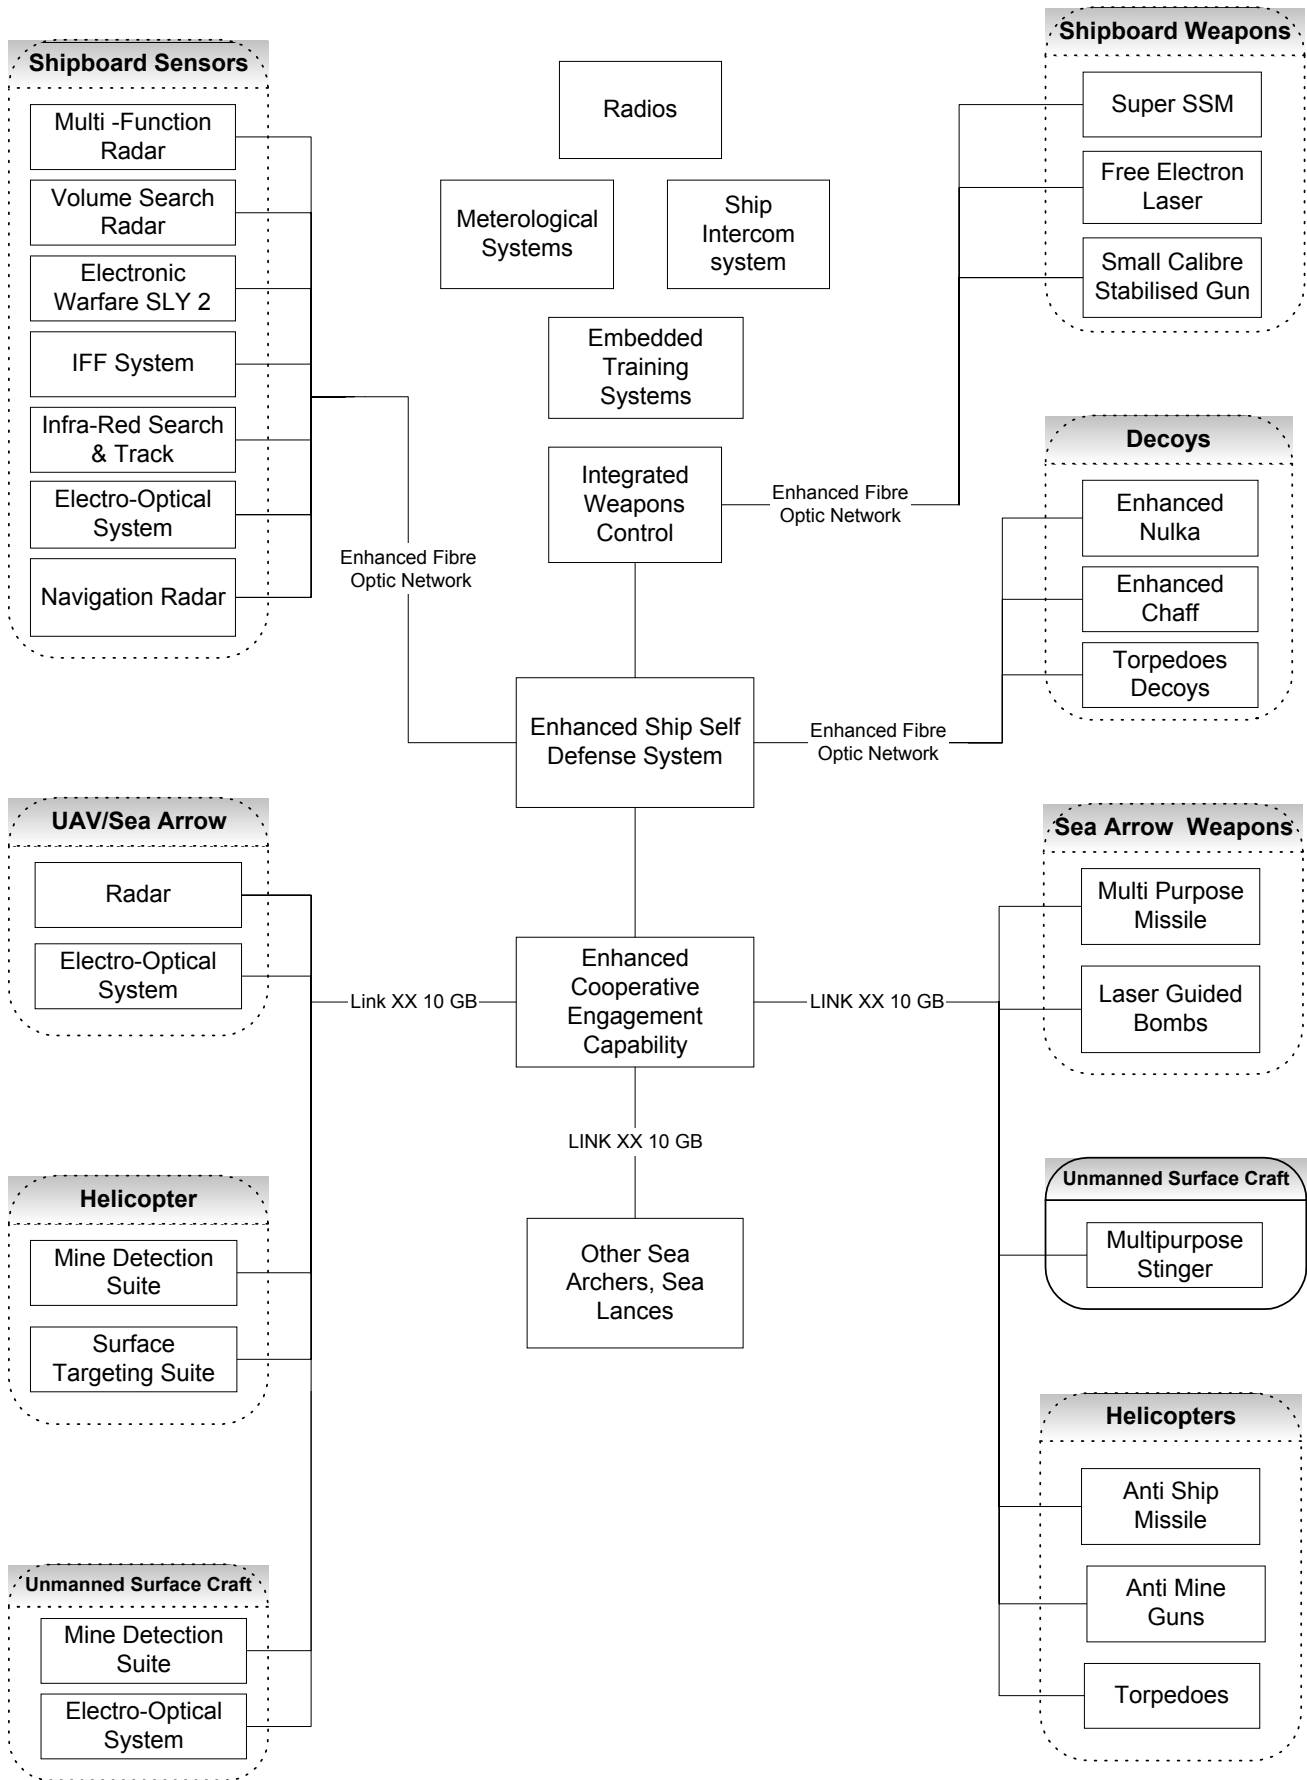 Shipboard Sensors
Multi -Function
Radar
Volume Search
Radar
Electronic
Warfare SLY 2
IFF System
Infra-Red Search
& Track
Electro-Optical
System
Navigation Radar
Enhanced Fibre
Optic Network
Radios
Meterological
Systems
Ship
Intercom
system
Embedded
Training
Systems
Integrated
Weapons
Control
Enhanced Fibre
Optic Network
Shipboard Weapons
Super SSM
Free Electron
Laser
Small Calibre
Stabilised Gun
Decoys
Enhanced
Nulka
Enhanced
Chaff
Torpedoes
Decoys
Enhanced Ship Self
Defense System
Enhanced Fibre
Optic Network
UAV/Sea Arrow
Radar
Electro-Optical
System
Link XX 10 GB
Enhanced
Cooperative
Engagement
Capability
LINK XX 10 GB
Sea Arrow  Weapons
Multi Purpose
Missile
Laser Guided
Bombs
LINK XX 10 GB
Other Sea
Archers, Sea
Lances
Helicopter
Mine Detection
Suite
Surface
Targeting Suite
Unmanned Surface Craft
Multipurpose
Stinger
Helicopters
Anti Ship
Missile
Anti Mine
Guns
Torpedoes
Unmanned Surface Craft
Mine Detection
Suite
Electro-Optical
System